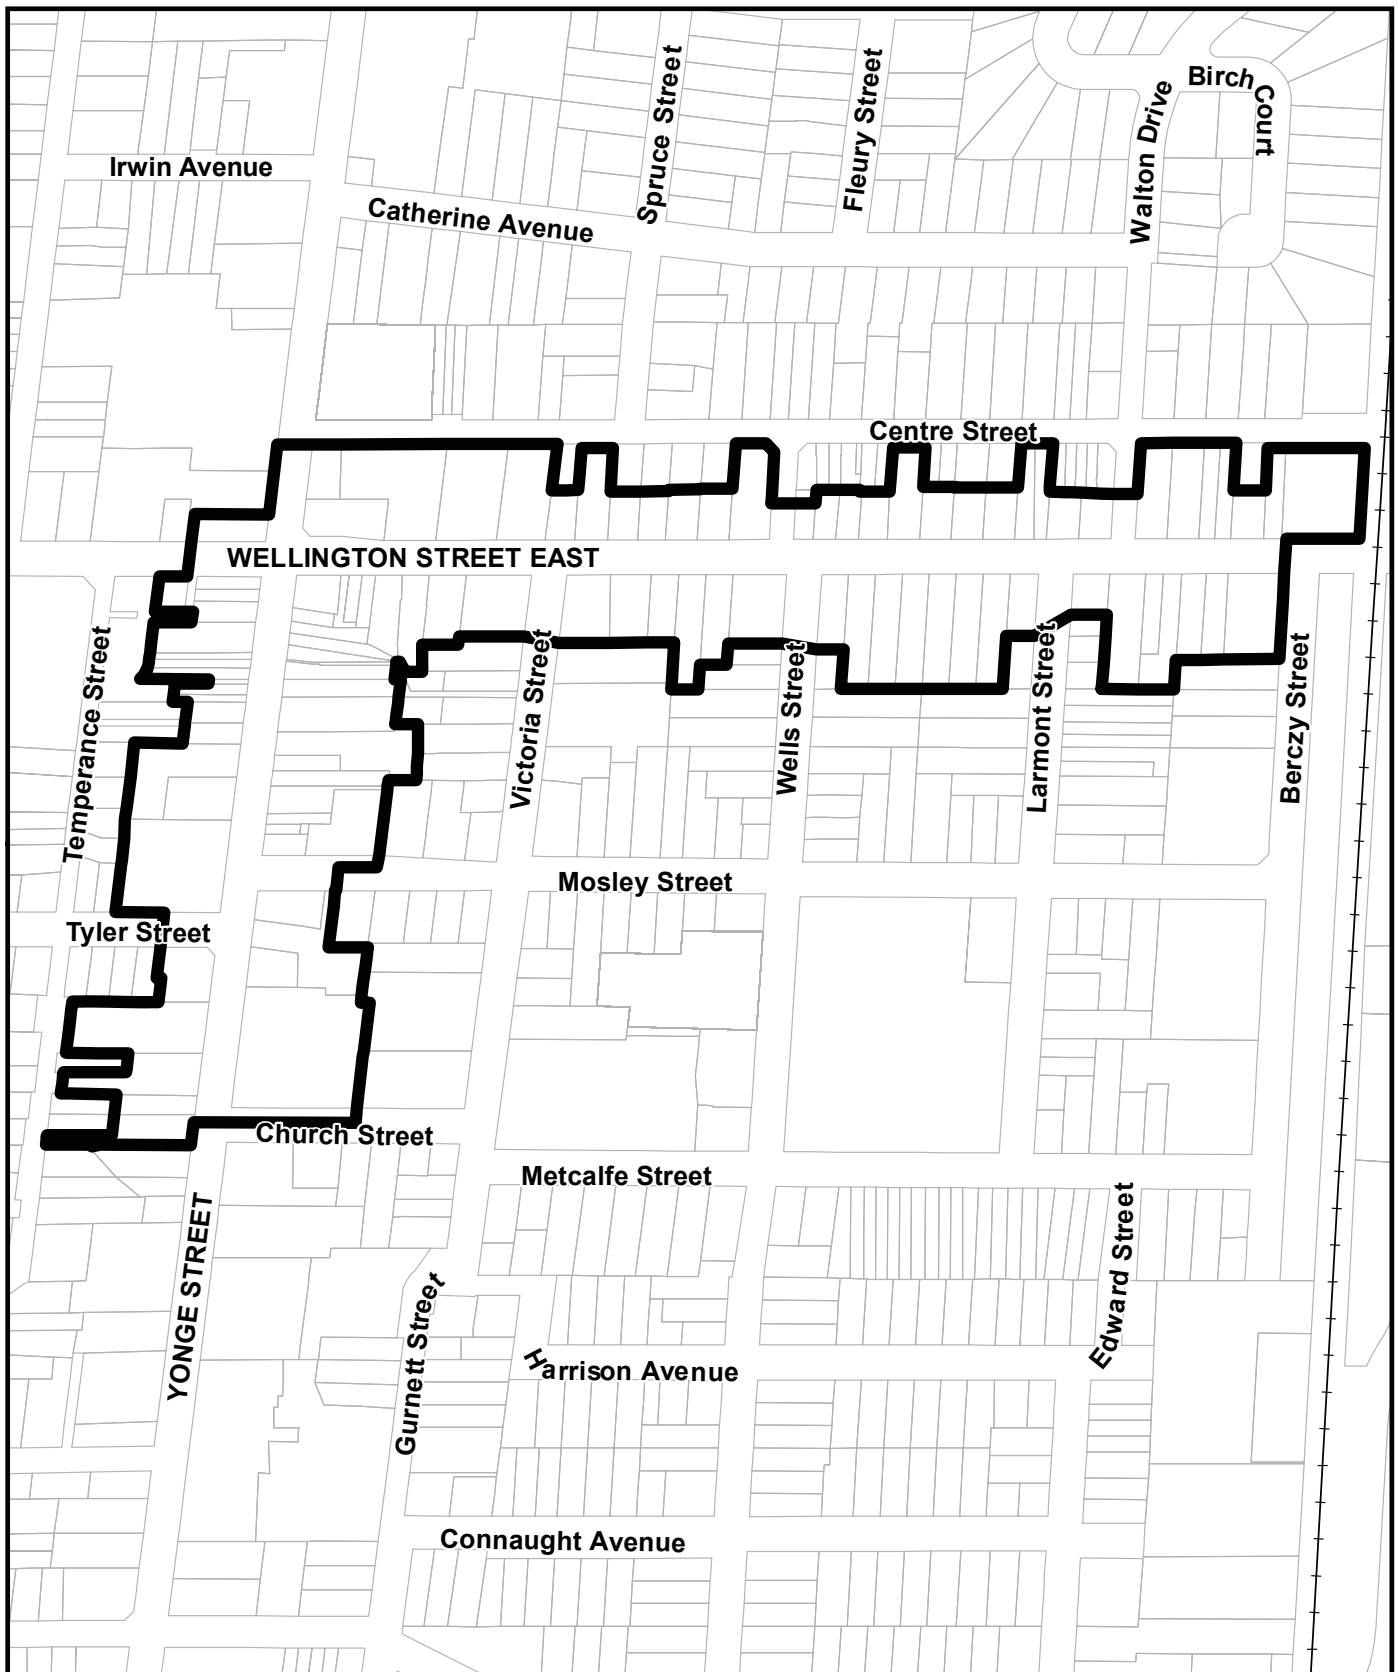 Birch Court
Spruce Street
Fleury Street
Walton Drive
Irwin Avenue
Catherine Avenue
Centre Street
WELLINGTON STREET EAST
Temperance Street
Victoria Street
Wells Street
Larmont Street
Berczy Street
Mosley Street
Tyler Street
Church Street
Metcalfe Street
YONGE STREET
Edward Street
Gurnett Street
Harrison Avenue
Connaught Avenue